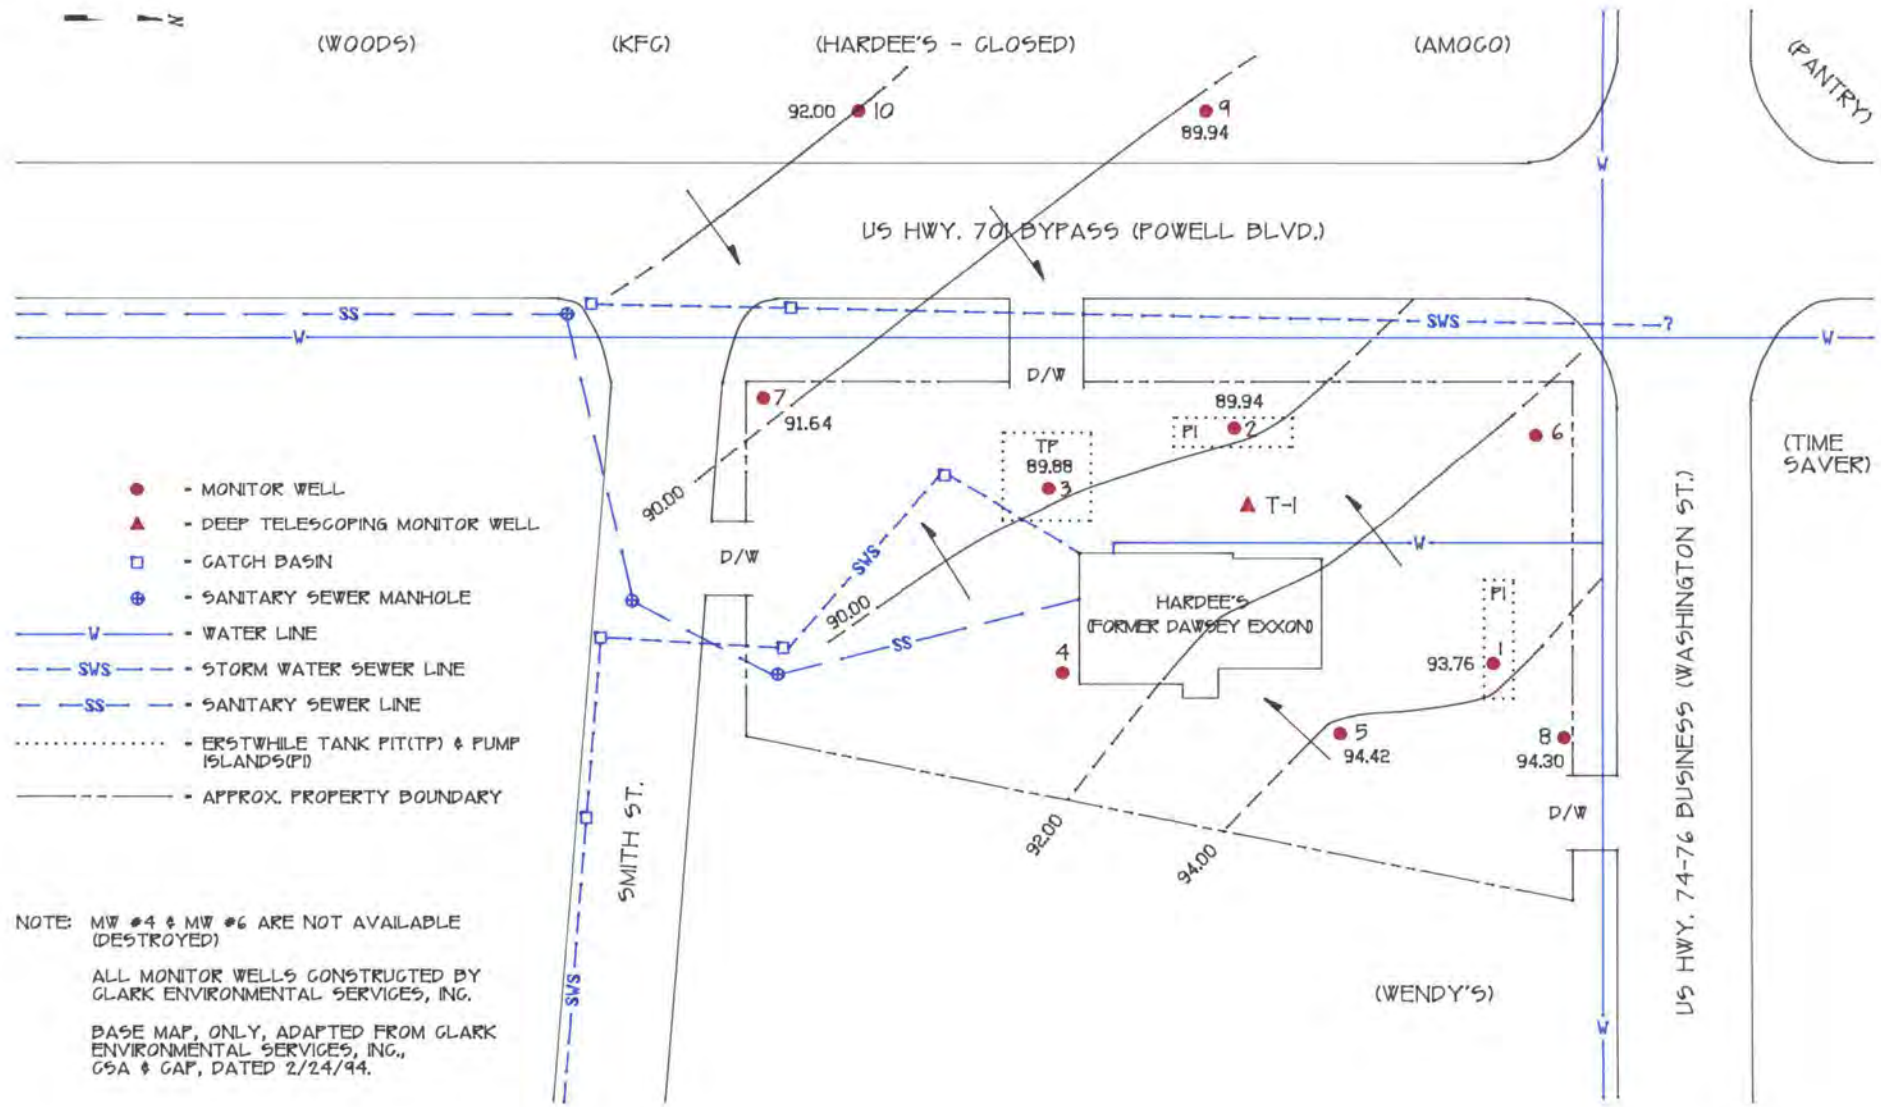 N
(WOODS)
(KFC)
(HARDEE'S - CLOSED)
(AMOCO)
(PANTRY)
92.00
10
9
89.94
W
US HWY. 701 BYPASS (POWELL BLVD.)
SS
SWS
?
W
W
D/W
7
91.64
89.94
PI
2
TP
89.88
3
6
(TIME
SAVER)
T-1
90.00
D/W
SWS
W
90.00
SS
HARDEE'S
(FORMER DAWSEY EXXON)
PI
1
93.76
4
5
94.42
8
94.30
D/W
92.00
94.00
SMITH ST.
SWS
US HWY. 74-76 BUSINESS (WASHINGTON ST.)
(WENDY'S)
W
- MONITOR WELL
- DEEP TELESCOPING MONITOR WELL
- CATCH BASIN
- SANITARY SEWER MANHOLE
W - WATER LINE
SWS - STORM WATER SEWER LINE
SS - SANITARY SEWER LINE
- ERSTWHILE TANK PIT(TP) & PUMP
ISLANDS(PI)
- APPROX. PROPERTY BOUNDARY
NOTE: MW #4 & MW #6 ARE NOT AVAILABLE
(DESTROYED)
ALL MONITOR WELLS CONSTRUCTED BY
CLARK ENVIRONMENTAL SERVICES, INC.
BASE MAP, ONLY, ADAPTED FROM CLARK
ENVIRONMENTAL SERVICES, INC.,
CSA & CAP, DATED 2/24/94.